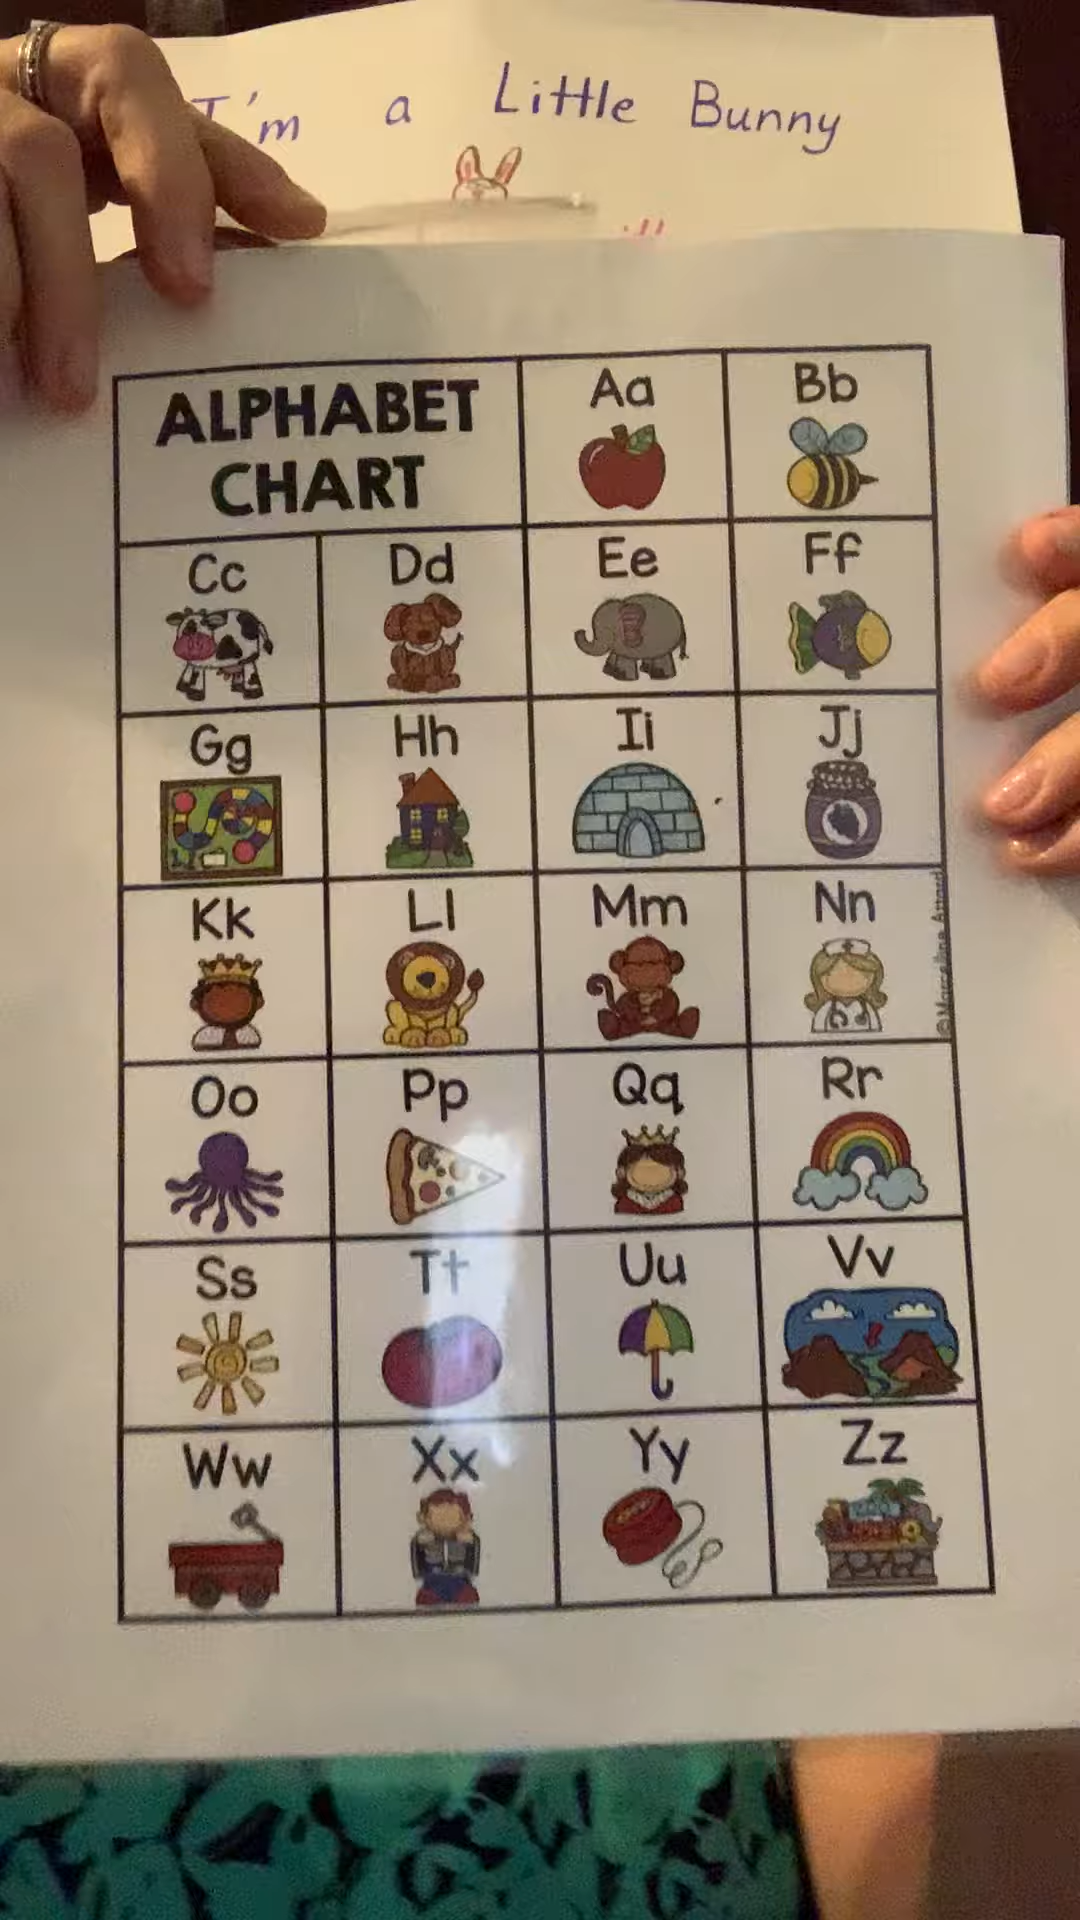 I'm a Little Bunny
ALPHABET
CHART
Aa
Bb
Cc
Dd
Ee
Ff
Gg
Hh
Ii
Jj
Kk
Ll
Mm
Nn
Oo
Pp
Qq
Rr
Ss
Tt
Uu
Vv
Ww
Xx
Yy
Zz